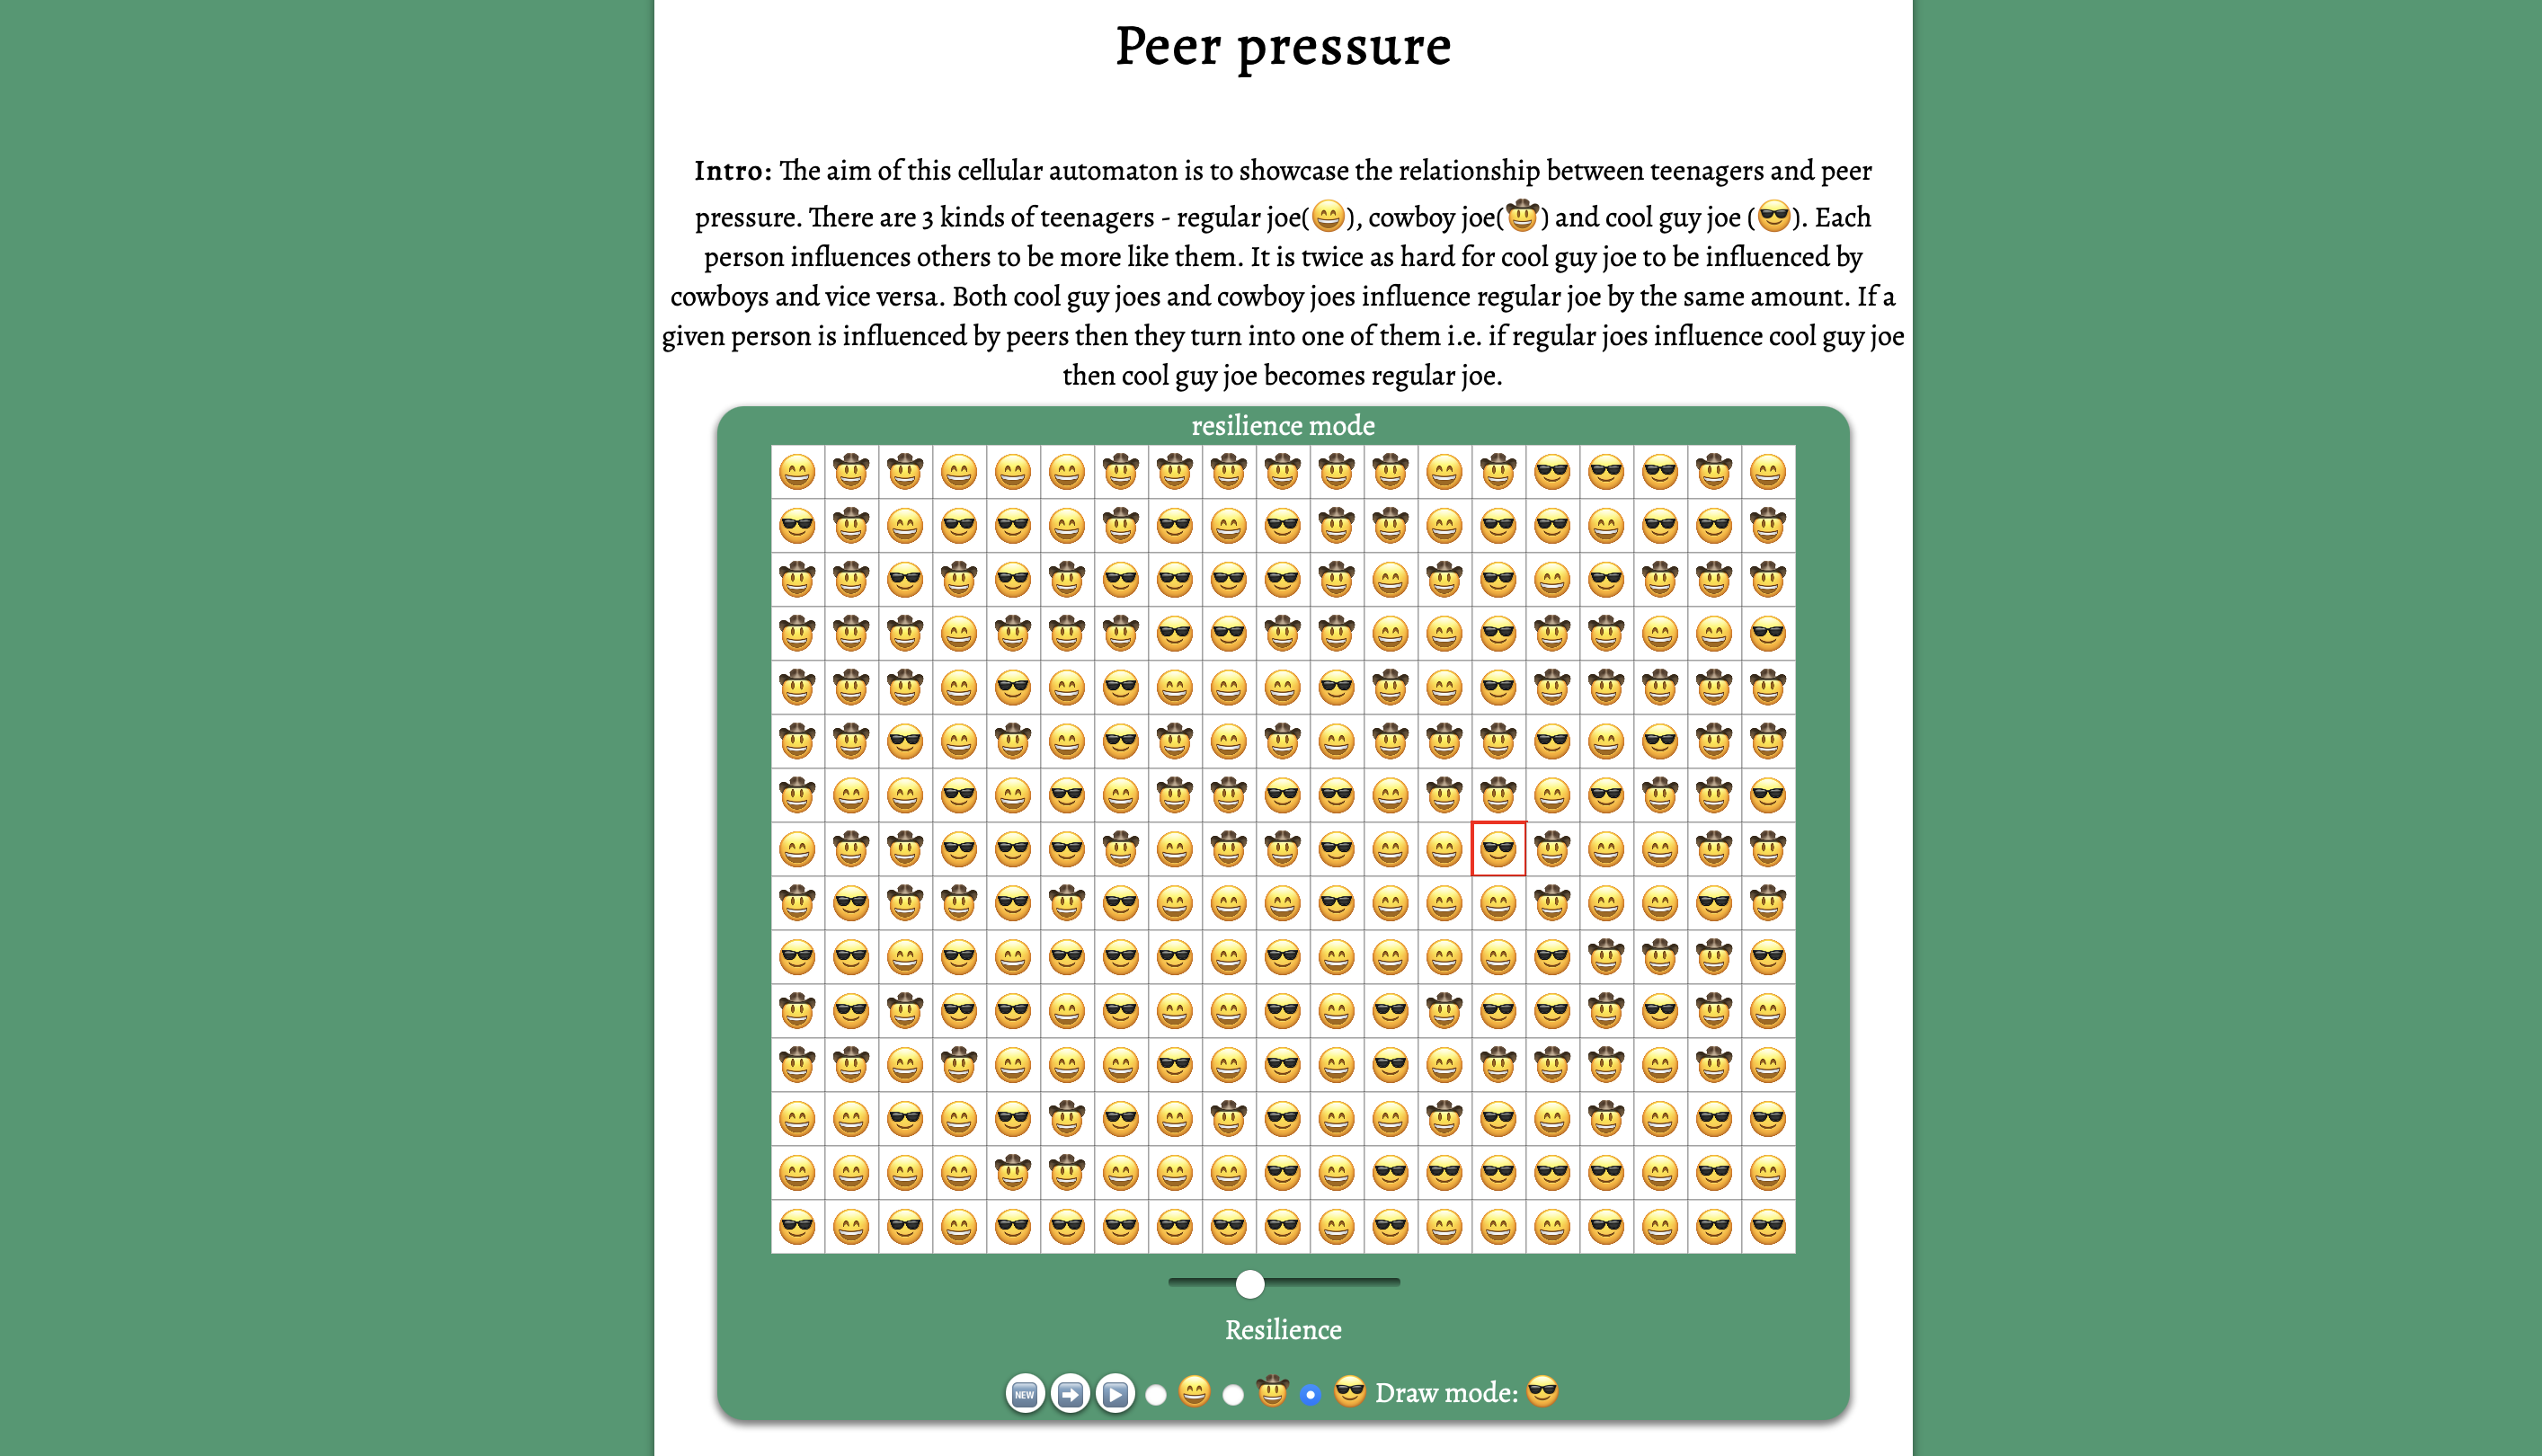 Peer pressure
Intro: The aim of this cellular automaton is to showcase the relationship between teenagers and peer
pressure. There are 3 kinds of teenagers - regular joe(😄), cowboy joe(🤠) and cool guy joe (😎). Each
person influences others to be more like them. It is twice as hard for cool guy joe to be influenced by
cowboys and vice versa. Both cool guy joes and cowboy joes influence regular joe by the same amount. If a
given person is influenced by peers then they turn into one of them i.e. if regular joes influence cool guy joe
then cool guy joe becomes regular joe.
resilience mode
Resilience
NEW Draw mode: 😎